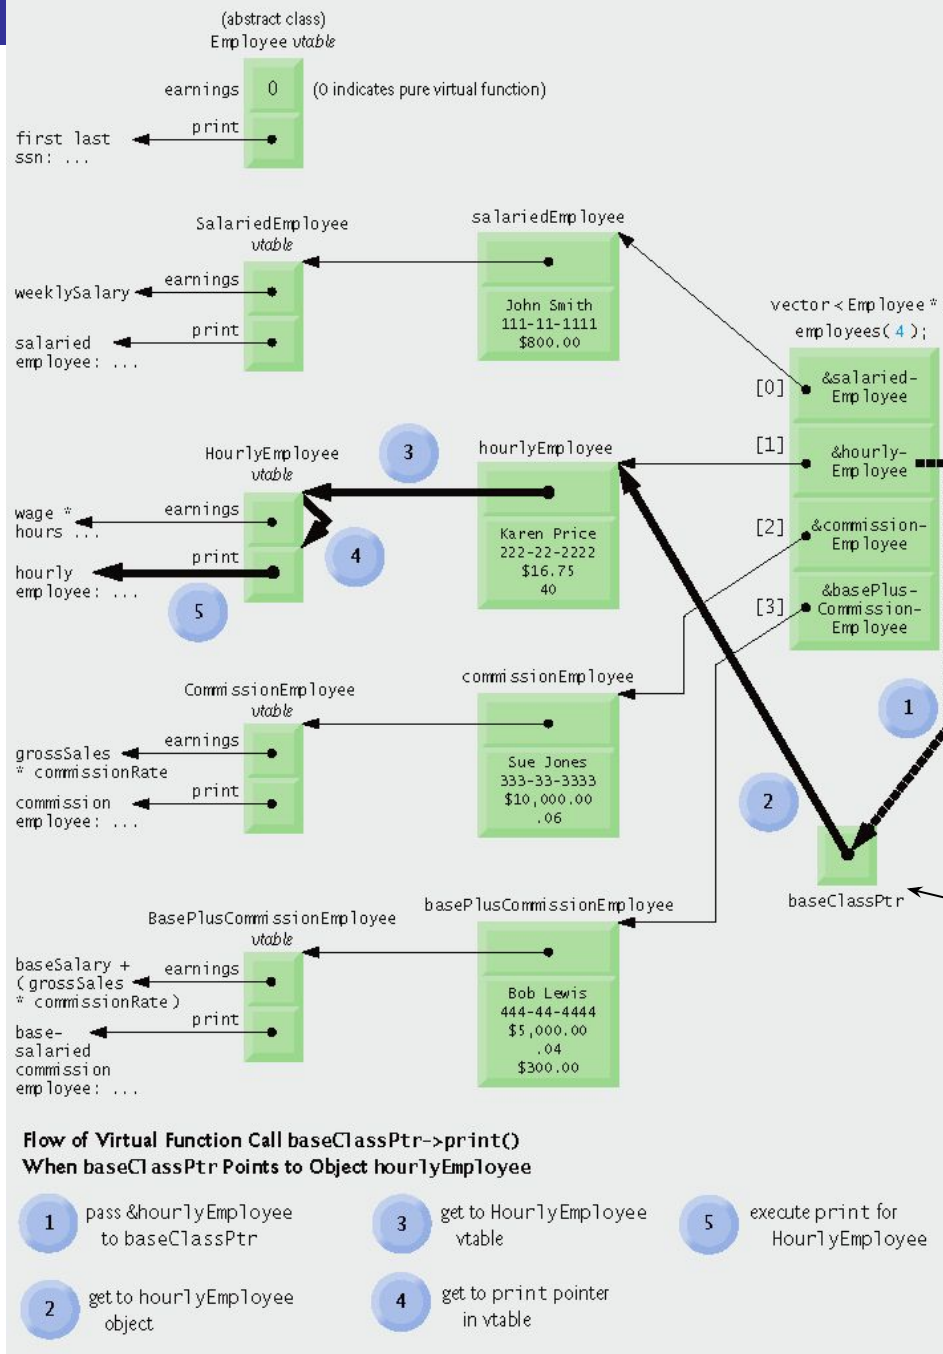 (abstract class)
Employee vtable
earnings
0
(0 indicates pure virtual function)
print
first last
ssn: ...
SalariedEmployee
vtable
salariedEmployee
earnings
weeklySalary
print
salaried
employee: ...
John Smith
111-11-1111
$800.00
vector < Employee *
employees( 4 );
[0]
&salaried-
Employee
[1]
&hourly-
Employee
[2]
&commission-
Employee
[3]
&basePlus-
Commission-
Employee
HourlyEmployee
vtable
3
hourlyEmployee
earnings
wage *
hours ...
print
4
hourly
employee: ...
5
Karen Price
222-22-2222
$16.75
40
CommissionEmployee
vtable
commissionEmployee
earnings
grossSales
* commissionRate
print
commission
employee: ...
Sue Jones
333-33-3333
$10,000.00
.06
1
2
baseClassPtr
BasePlusCommissionEmployee
vtable
basePlusCommissionEmployee
baseSalary +
(grossSales
* commissionRate)
earnings
print
base-
salaried
commission
employee: ...
Bob Lewis
444-44-4444
$5,000.00
.04
$300.00
Flow of Virtual Function Call baseClassPtr->print()
When baseClassPtr Points to Object hourlyEmployee
1
pass &hourlyEmployee
to baseClassPtr
2
get to hourlyEmployee
object
3
get to HourlyEmployee
vtable
4
get to print pointer
in vtable
5
execute print for
HourlyEmployee